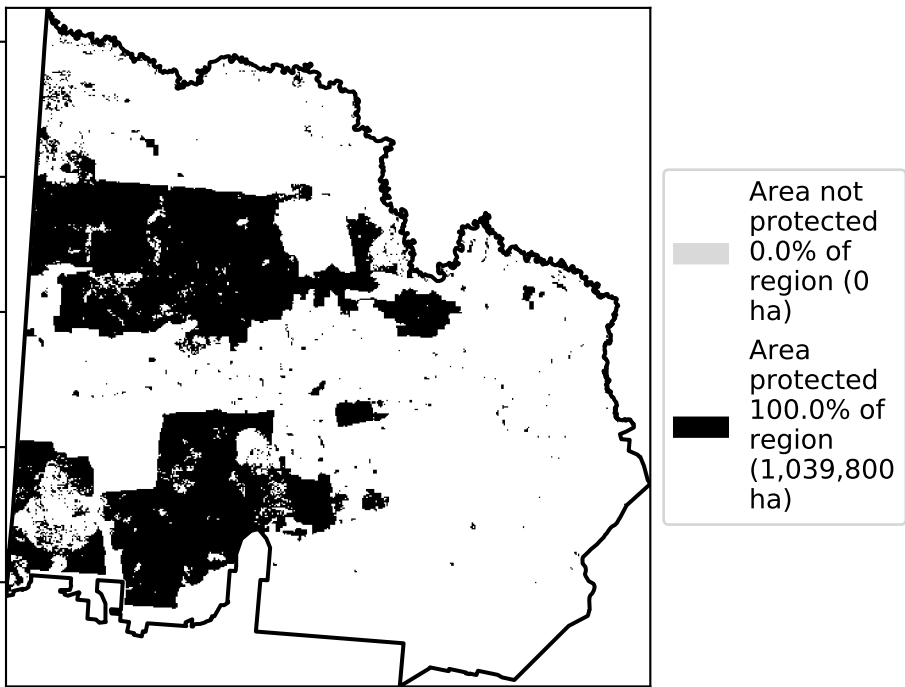 Area not
protected
0.0% of
region (0
ha)
Area
protected
100.0% of
region
(1,039,800
ha)